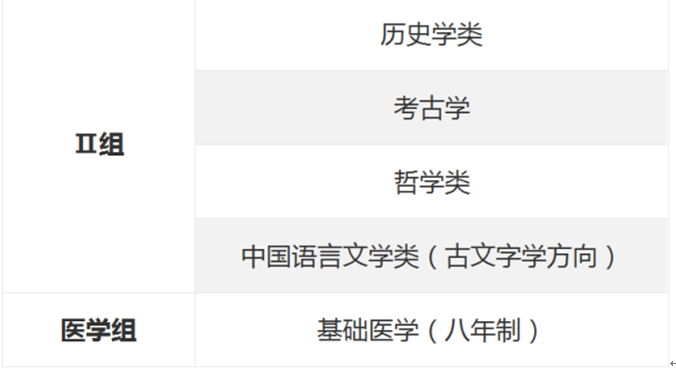 历史学类
考古学
Ⅱ组
哲学类
中国语言文学类（古文字学方向）
医学组
基础医学（八年制）